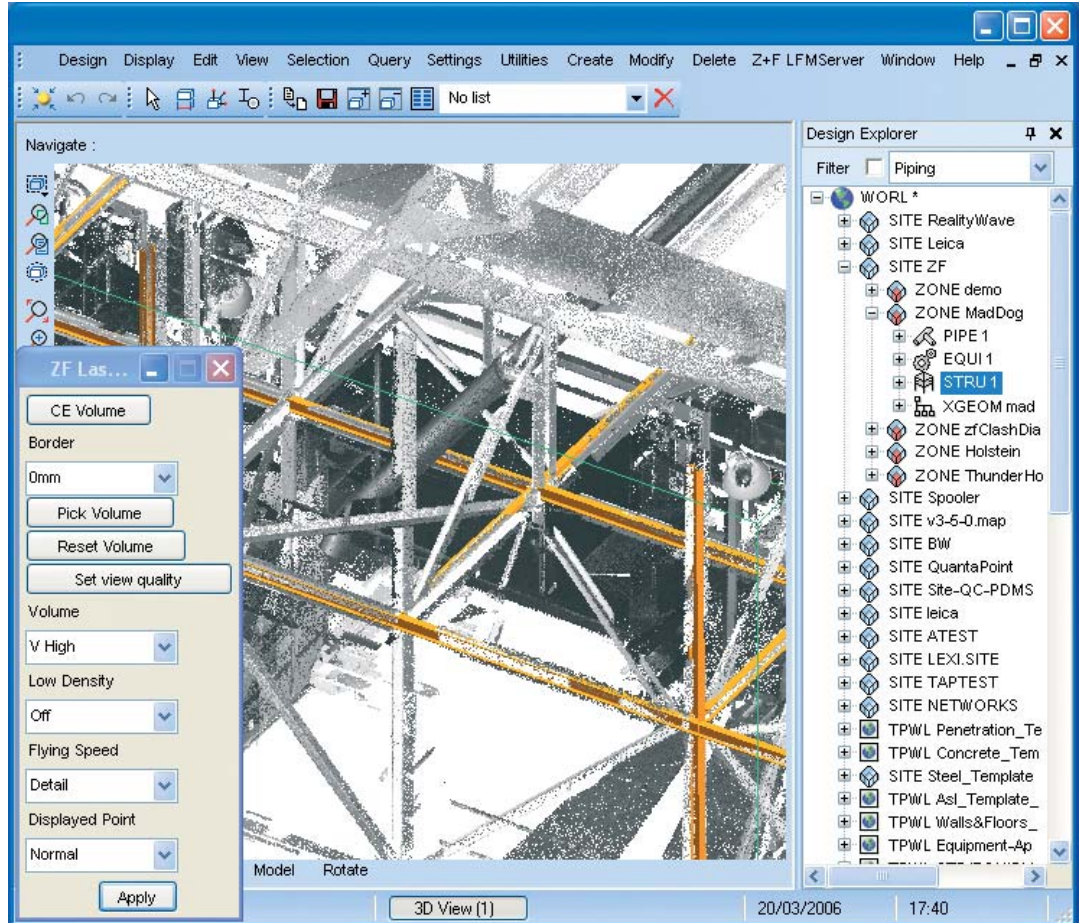 Design Display Edit View Selection Query Settings Utilities Create Modify Delete Z+F LFMServer Window Help
No list
Navigate :
ZF Las...
CE Volume
Border
0mm
Pick Volume
Reset Volume
Set view quality
Volume
V High
Low Density
Off
Flying Speed
Detail
Displayed Point
Normal
Apply
Model Rotate
Design Explorer
Filter Piping
WORL *
SITE RealityWave
SITE Leica
SITE ZF
ZONE demo
ZONE MadDog
PIPE 1
EQUI 1
STRU 1
XGEOM mad
ZONE zfClashDia
ZONE Holstein
ZONE ThunderHo
SITE Spooler
SITE v3-5-0.map
SITE BW
SITE QuantaPoint
SITE Site-QC-PDMS
SITE leica
SITE ATEST
SITE LEXI.SITE
SITE TAPTEST
SITE NETWORKS
TPWL Penetration_Te
TPWL Concrete_Tem
SITE Steel_Template
TPWL Asl_Template_
TPWL Walls&Floors_
TPWL Equipment-Ap
3D View (1) 20/03/2006 17:40